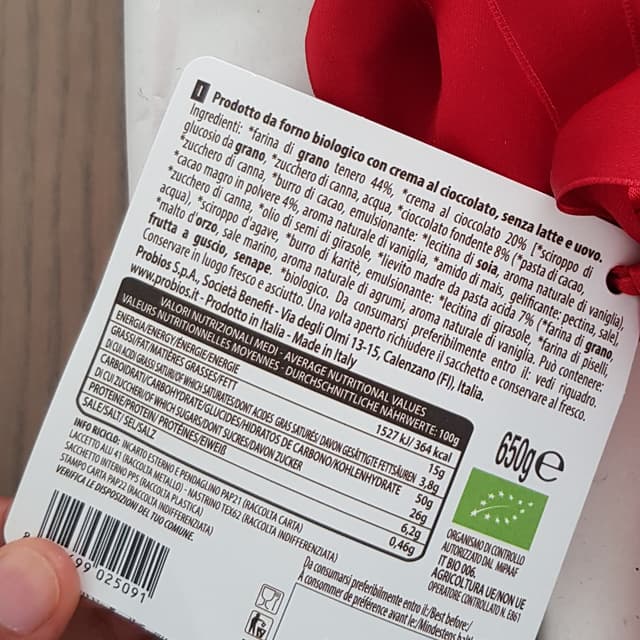 I Prodotto da forno biologico con crema al cioccolato, senza latte e uovo.
Ingredienti: *farina di grano tenero 44%, *crema al cioccolato 20% [*sciroppo di
glucosio da grano, *zucchero di canna, acqua, *cioccolato fondente 8% (*pasta di cacao,
*zucchero di canna, *burro di cacao, emulsionante: *lecitina di soia, aroma naturale di vaniglia),
*cacao magro in polvere 4%, aroma naturale di vaniglia, *amido di mais, gelificante: pectina, sale]
*zucchero di canna, *olio di semi di girasole, *lievito madre da pasta acida 7% (*farina di grano,
acqua), *sciroppo d'agave, *burro di karitè, emulsionante: *lecitina di girasole, *farina di piselli,
*malto d'orzo, sale marino, aroma naturale di agrumi, aroma naturale di vaniglia. Può contenere:
frutta a guscio, senape. *biologico. Da consumarsi preferibilmente entro il: vedi riquadro.
Conservare in luogo fresco e asciutto. Una volta aperto richiudere il sacchetto e conservare al fresco.
Probios S.p.A., Società Benefit - Via degli Olmi 13-15, Calenzano (FI), Italia.
www.probios.it - Prodotto in Italia - Made in Italy
VALORI NUTRIZIONALI MEDI - AVERAGE NUTRITIONAL VALUES
VALEURS NUTRITIONNELLES MOYENNES - DURCHSCHNITTLICHE NÄHRWERTE: 100g
ENERGIA/ENERGY/ÉNERGIE/ENERGIE 1527 kJ/ 364 kcal
GRASSI/FAT/MATIÈRES GRASSES/FETT 15g
DI CUI ACIDI GRASSI SATURI/OF WHICH SATURATES/DONT ACIDES GRAS SATURÉS/ DAVON GESÄTTIGTE FETTSÄUREN 3,8g
CARBOIDRATI/CARBOHYDRATE/GLUCIDES/HIDRATOS DE CARBONO/KOHLENHYDRATE 50g
DI CUI ZUCCHERI/OF WHICH SUGARS/DONT SUCRES/DAVON ZUCKER 26g
PROTEINE/PROTEIN/ PROTÉINES/EIWEIß 6,2g
SALE/SALT/SEL/SALZ 0,46g
650g e
INFO RICICLO: INCARTO ESTERNO E PENDAGLINO PAP21 (RACCOLTA CARTA)
LACCETTO ALU 41 (RACCOLTA METALLO) - NASTRINO TEX62 (RACCOLTA INDIFFERENZIATA)
SACCHETTO INTERNO PP5 (RACCOLTA PLASTICA)
STAMPO CARTA PAP22 (RACCOLTA INDIFFERENZIATA)
VERIFICA LE DISPOSIZIONI DEL TUO COMUNE.
ORGANISMO DI CONTROLLO
AUTORIZZATO DAL MIPAAF
IT BIO 006
AGRICOLTURA UE/NON UE
OPERATORE CONTROLLATO N. E861
99 025091
Da consumarsi preferibilmente entro il:/Best before:/
A consommer de préférence avant le:/Mindestens